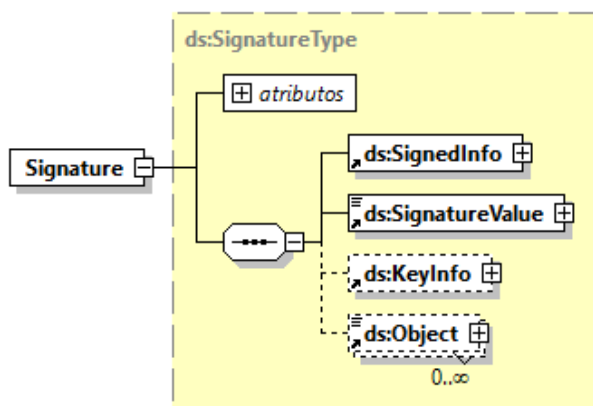 ds:SignatureType
atributos
Signature
ds:SignedInfo
ds:SignatureValue
ds:KeyInfo
ds:Object
0..∞